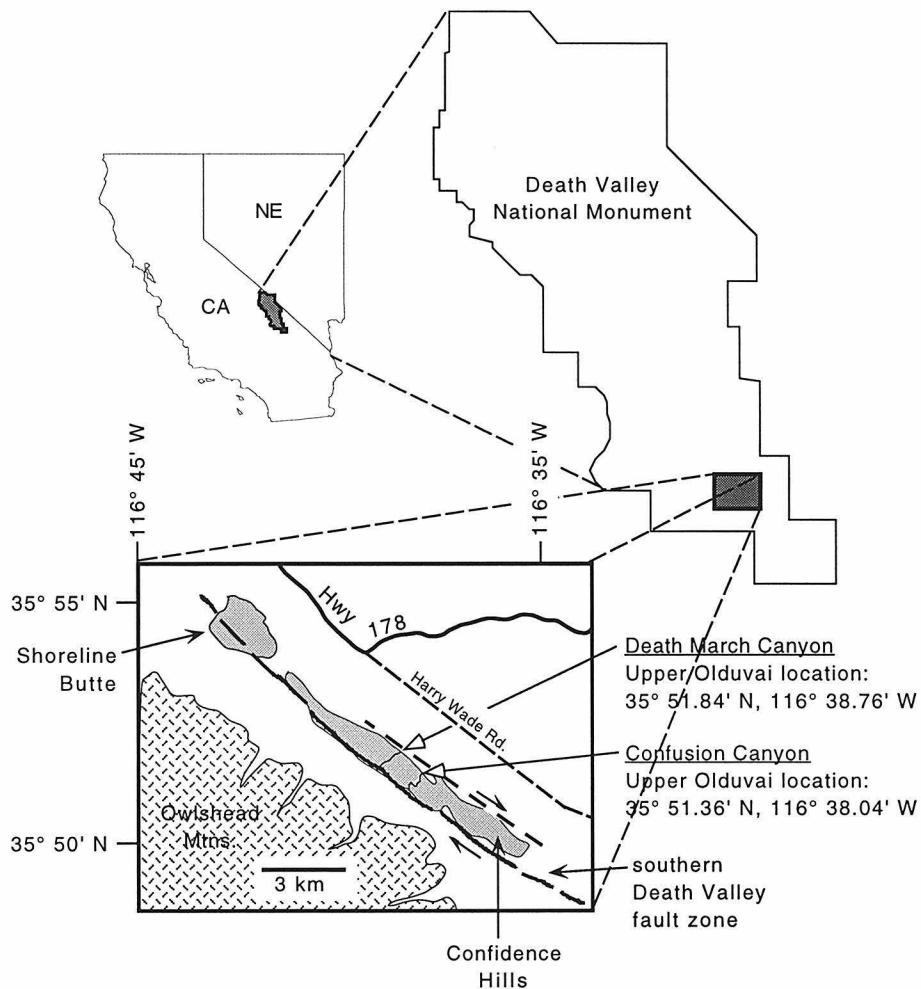 Death Valley
National Monument
NE
CA
116° 45' W
116° 35' W
35° 55' N
Hwy
178
Shoreline
Butte
Harry Wade Rd.
Death March Canyon
Upper Olduvai location:
35° 51.84' N, 116° 38.76' W
Confusion Canyon
Upper Olduvai location:
35° 51.36' N, 116° 38.04' W
Owlshead
Mtns.
35° 50' N
3 km
southern
Death Valley
fault zone
Confidence
Hills